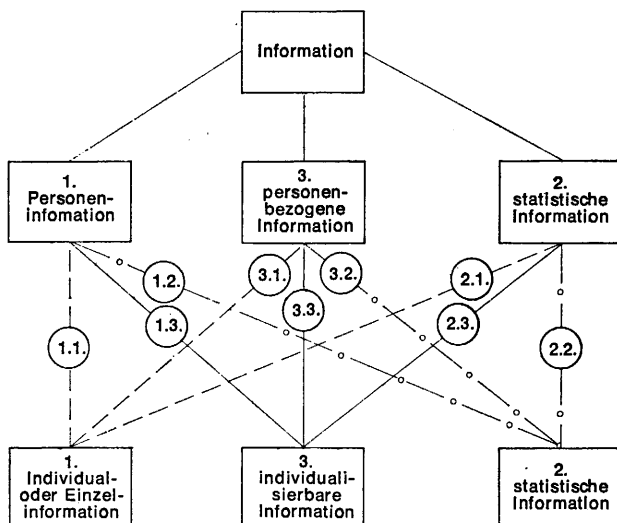 Information
1.
Personen-
infomation
3.
personen-
bezogene
Information
2.
statistische
Information
1.2.
3.1.
3.2.
2.1.
1.3.
3.3.
2.3.
1.1.
2.2.
1.
Individual-
oder Einzel-
information
3.
individuali-
sierbare
Information
2.
statistische
Information